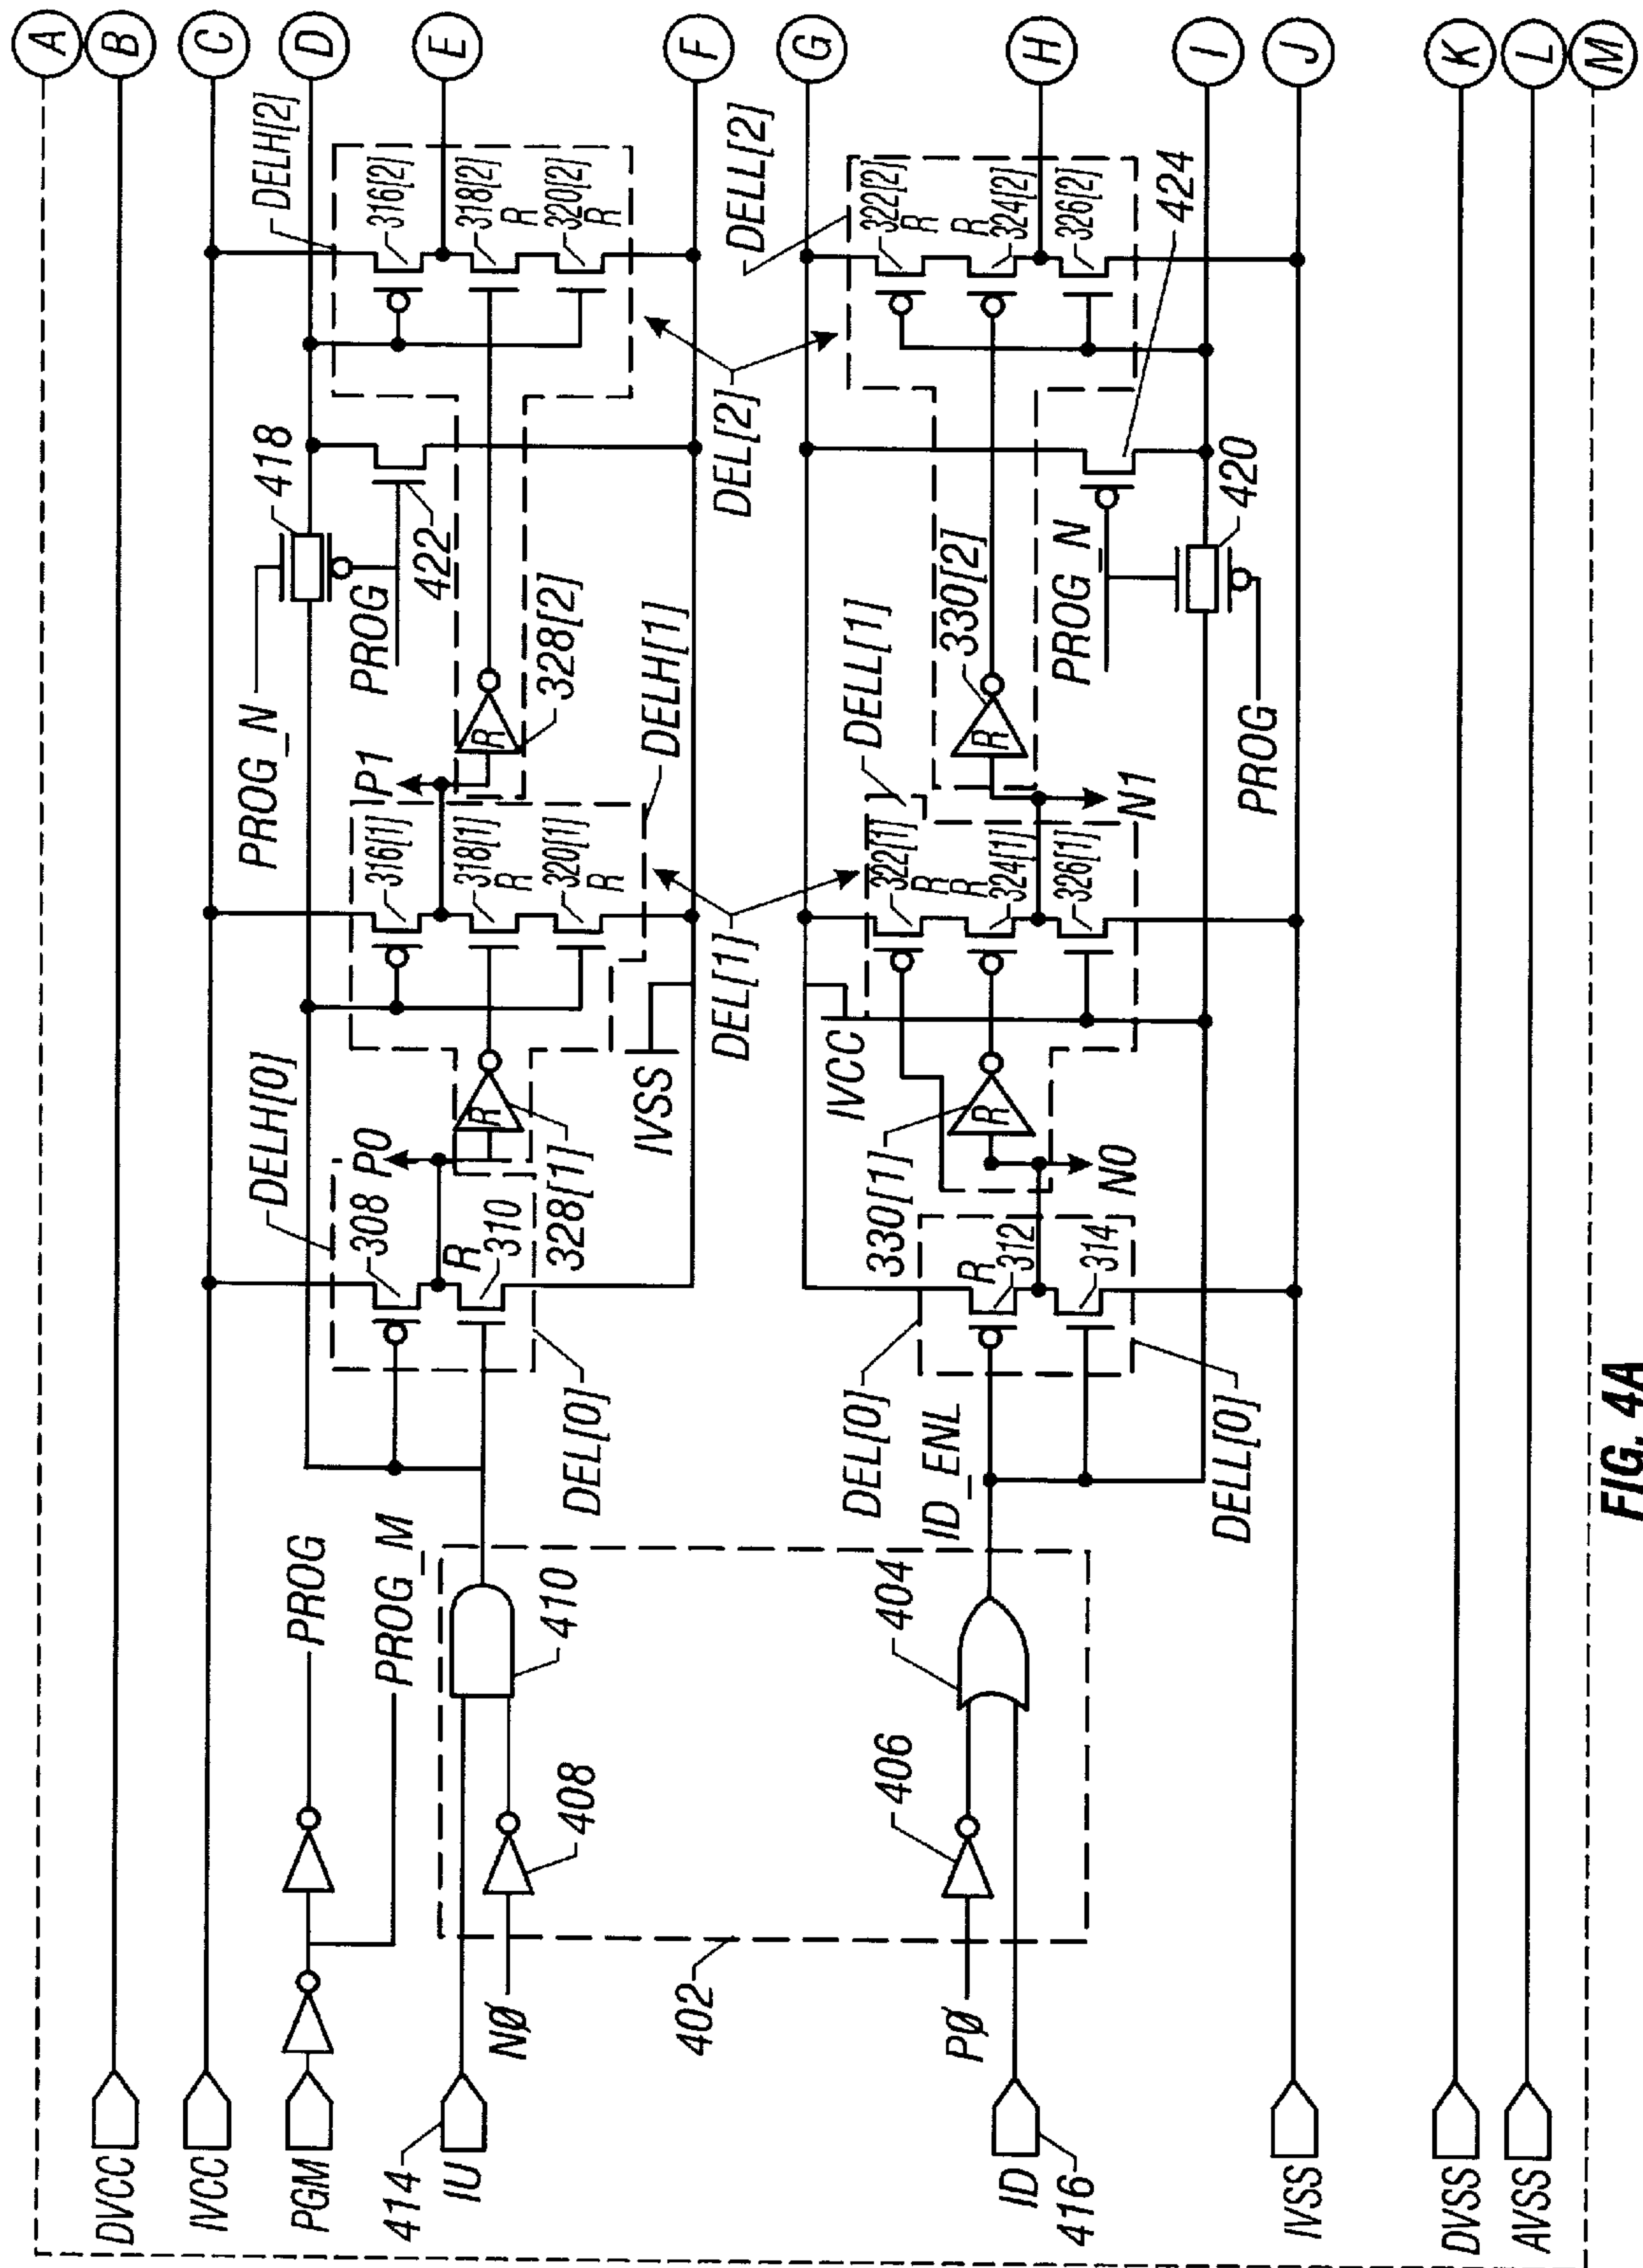 A
B
C
D
E
F
G
H
I
J
K
L
M
DVCC
IVCC
PGM
414
IU
NØ
402
PØ
ID
416
IVSS
DVSS
AVSS
PROG
PROG_M
408
410
406
404
DELH[0]
308
P0
R
310
DEL[0]
328[1]
R
IVSS
DEL[0]
ID_ENL
R
312
314
DELL[0]
330[1]
R
N0
IVCC
PROG_N
418
P1
316[1]
318[1]
R
320[1]
R
DELH[1]
DEL[1]
PROG
422
R
328[2]
DELL[1]
322[1]
R
R
324[1]
326[1]
N1
R
330[2]
PROG_N
PROG
420
424
DELH[2]
316[2]
318[2]
R
320[2]
R
DEL[2]
DELL[2]
322[2]
R
R
324[2]
326[2]
FIG. 4A